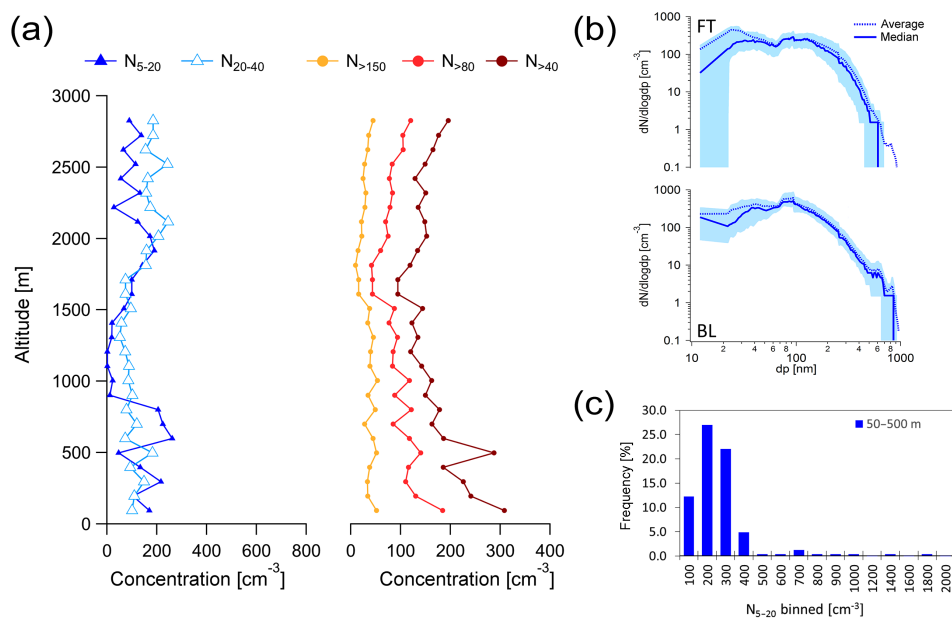 (a)
N5-20
N20-40
N>150
N>80
N>40
3000
2500
2000
1500
1000
500
0
Altitude [m]
0
200
400
600
800
Concentration [cm-3]
0
100
200
300
400
Concentration [cm-3]
(b)
FT
Average
Median
1000
100
10
1
0.1
dN/dlogdp [cm-3]
1000
100
10
1
0.1
dN/dlogdp [cm-3]
BL
10
4
6
8
100
2
4
6
8
1000
dp [nm]
(c)
50–500 m
30.0
25.0
20.0
15.0
10.0
5.0
0.0
Frequency [%]
100
200
300
400
500
600
700
800
900
1000
1200
1400
1600
1800
2000
N5–20 binned [cm-3]